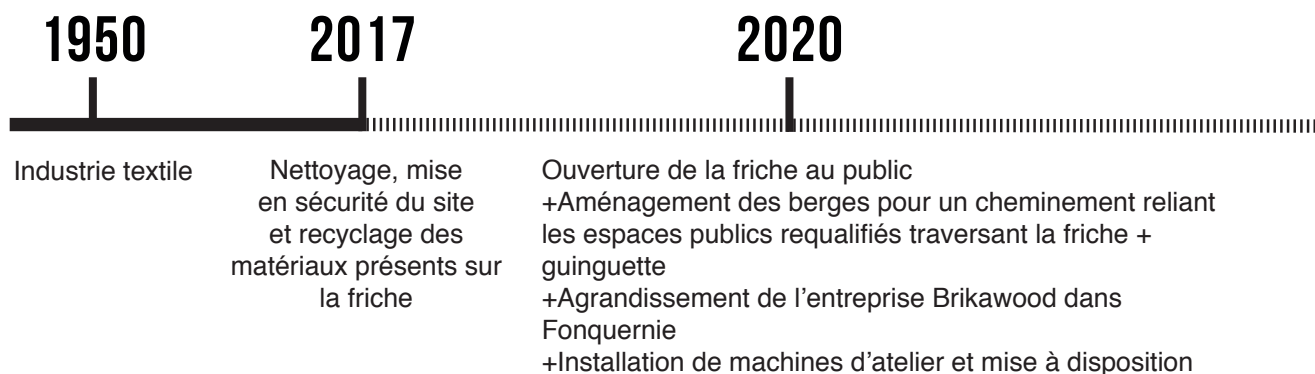 1950
2017
2020
Industrie textile
Nettoyage, mise
en sécurité du site
et recyclage des
matériaux présents sur
la friche
Ouverture de la friche au public
+Aménagement des berges pour un cheminement reliant
les espaces publics requalifiés traversant la friche +
guinguette
+Agrandissement de l’entreprise Brikawood dans
Fonquernie
+Installation de machines d’atelier et mise à disposition